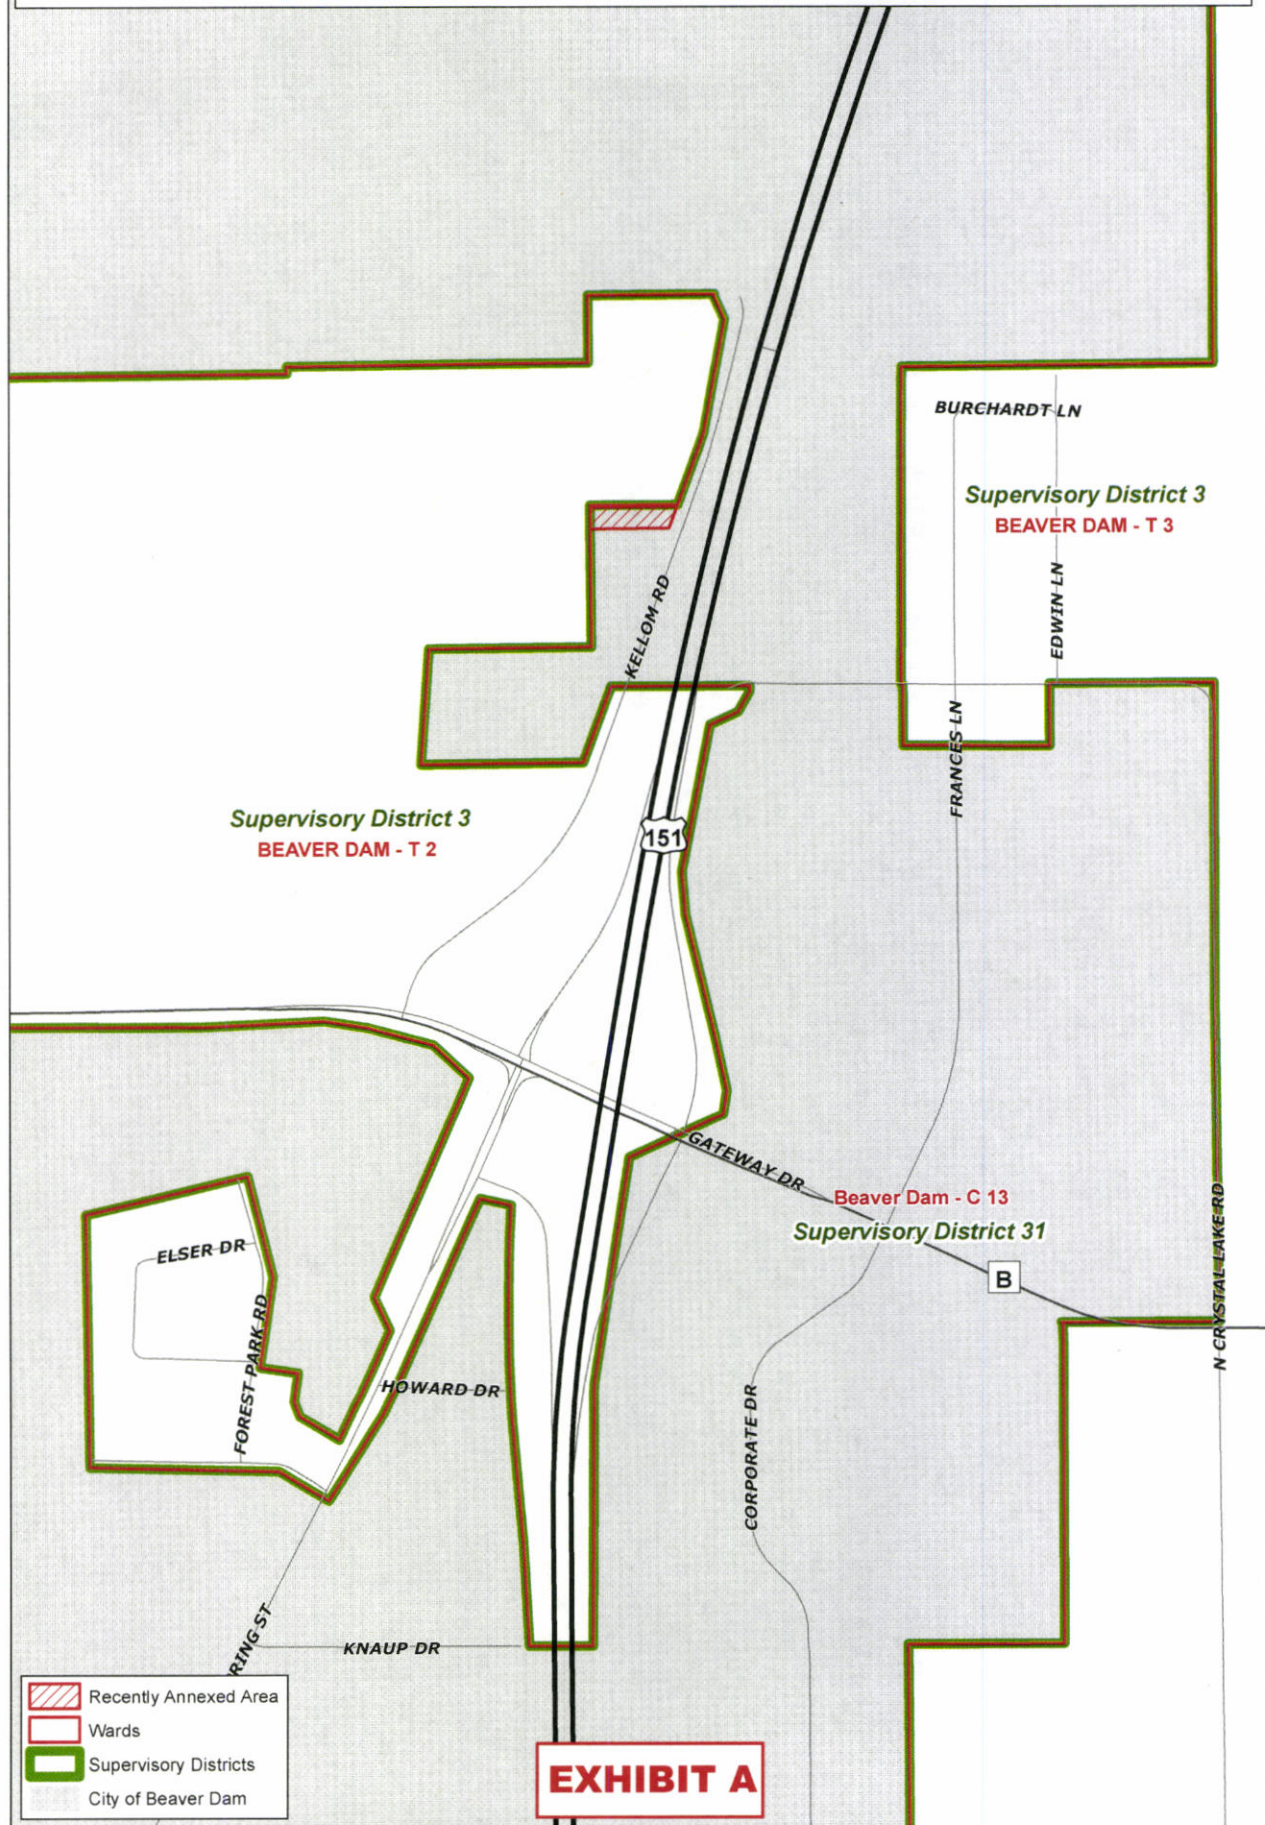 BURCHARDT LN
Supervisory District 3
BEAVER DAM - T 3
EDWIN LN
KELLOM RD
FRANCES LN
Supervisory District 3
BEAVER DAM - T 2
151
GATEWAY DR
Beaver Dam - C 13
Supervisory District 31
B
N CRYSTAL LAKE RD
ELSER DR
FOREST PARK RD
HOWARD DR
CORPORATE DR
KNAUP DR
RING ST
Recently Annexed Area
Wards
Supervisory Districts
City of Beaver Dam
EXHIBIT A